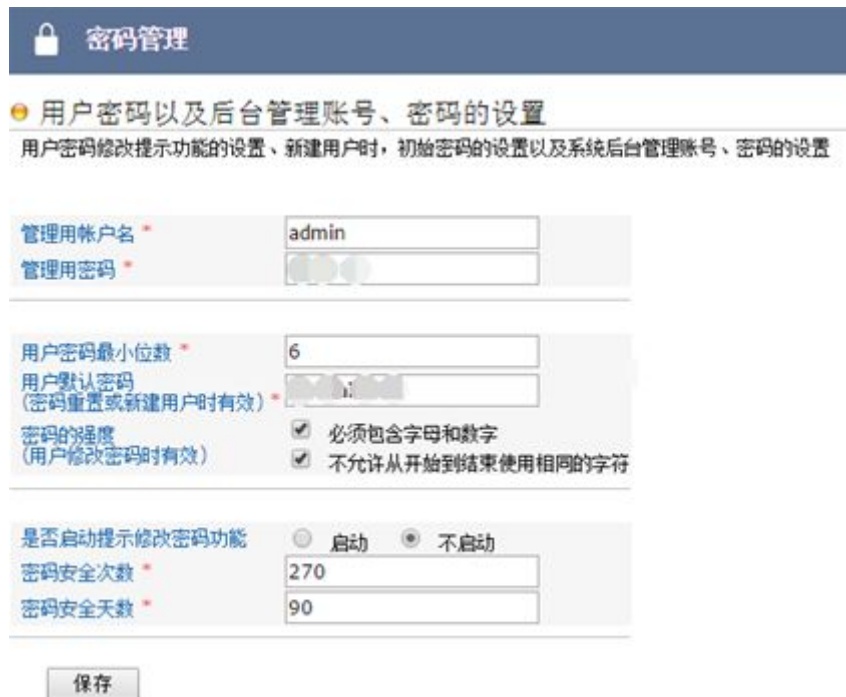 密码管理
用户密码以及后台管理账号、密码的设置
用户密码修改提示功能的设置、新建用户时，初始密码的设置以及系统后台管理账号、密码的设置
管理用帐户名 * admin
管理用密码 *
用户密码最小位数 * 6
用户默认密码
(密码重置或新建用户时有效) *
密码的强度
(用户修改密码时有效)
必须包含字母和数字
不允许从开始到结束使用相同的字符
是否启动提示修改密码功能 启动 不启动
密码安全次数 * 270
密码安全天数 * 90
保存